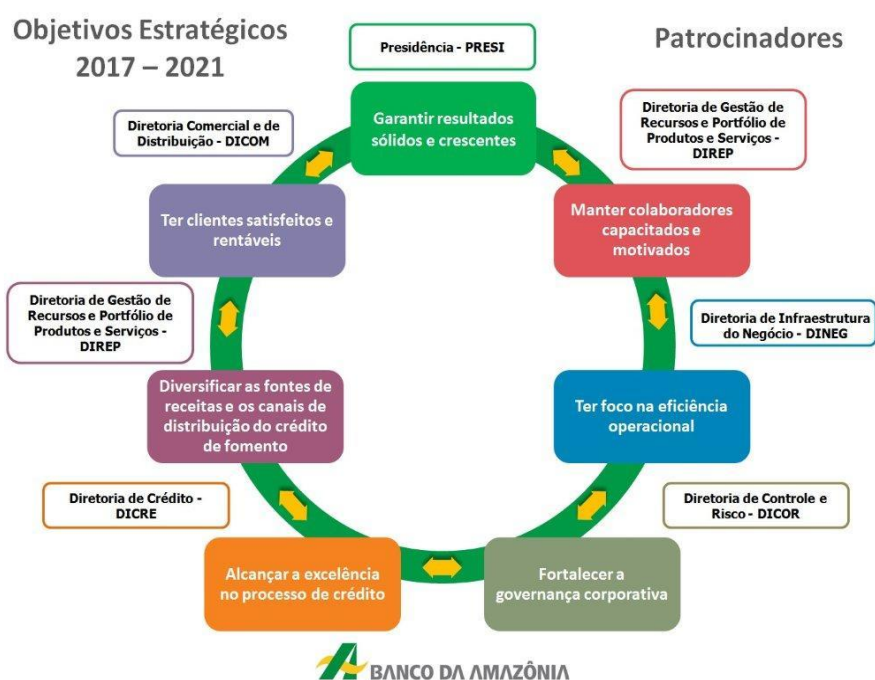 Objetivos Estratégicos
2017 – 2021
Patrocinadores
Presidência - PRESI
Garantir resultados
sólidos e crescentes
Diretoria de Gestão de
Recursos e Portfólio de
Produtos e Serviços -
DIREP
Manter colaboradores
capacitados e
motivados
Diretoria de Infraestrutura
do Negócio - DINEG
Ter foco na eficiência
operacional
Diretoria de Controle e
Risco - DICOR
Fortalecer a
governança corporativa
Diretoria de Crédito -
DICRE
Alcançar a excelência
no processo de crédito
Diretoria de Gestão de
Recursos e Portfólio de
Produtos e Serviços -
DIREP
Diversificar as fontes de
receitas e os canais de
distribuição do crédito
de fomento
Diretoria Comercial e de
Distribuição - DICOM
Ter clientes satisfeitos e
rentáveis
BANCO DA AMAZÔNIA